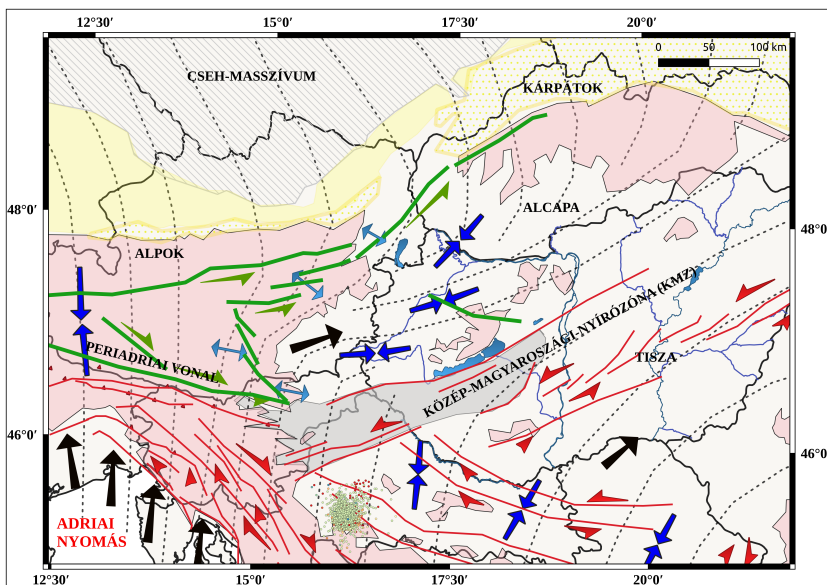 12°30' 15°0' 17°30' 20°0'
0 50 100 km
CSEH-MASSZÍVUM
KÁRPÁTOK
48°0' ALCAPA 48°0'
ALPOK
KÖZÉP-MAGYAROSZÁGI-NYÍRÓZÓNA (KMZ)
PERIADRIAI VONAL
TISZA
46°0' 46°0'
ADRIAI
NYOMÁS
12°30' 15°0' 17°30' 20°0'